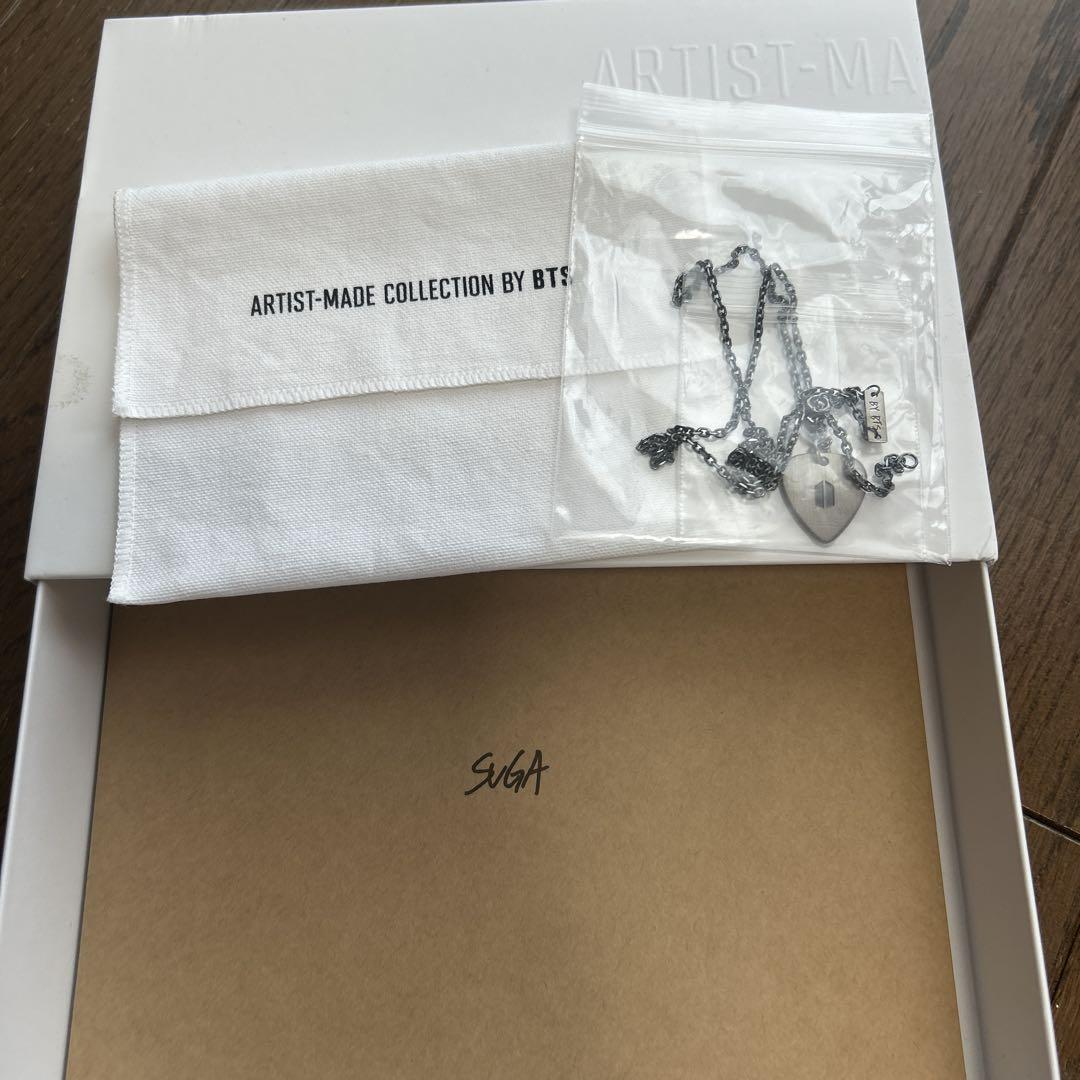 ARTIST-MA
ARTIST-MADE COLLECTION BY BTS
BY BTS
SUGA